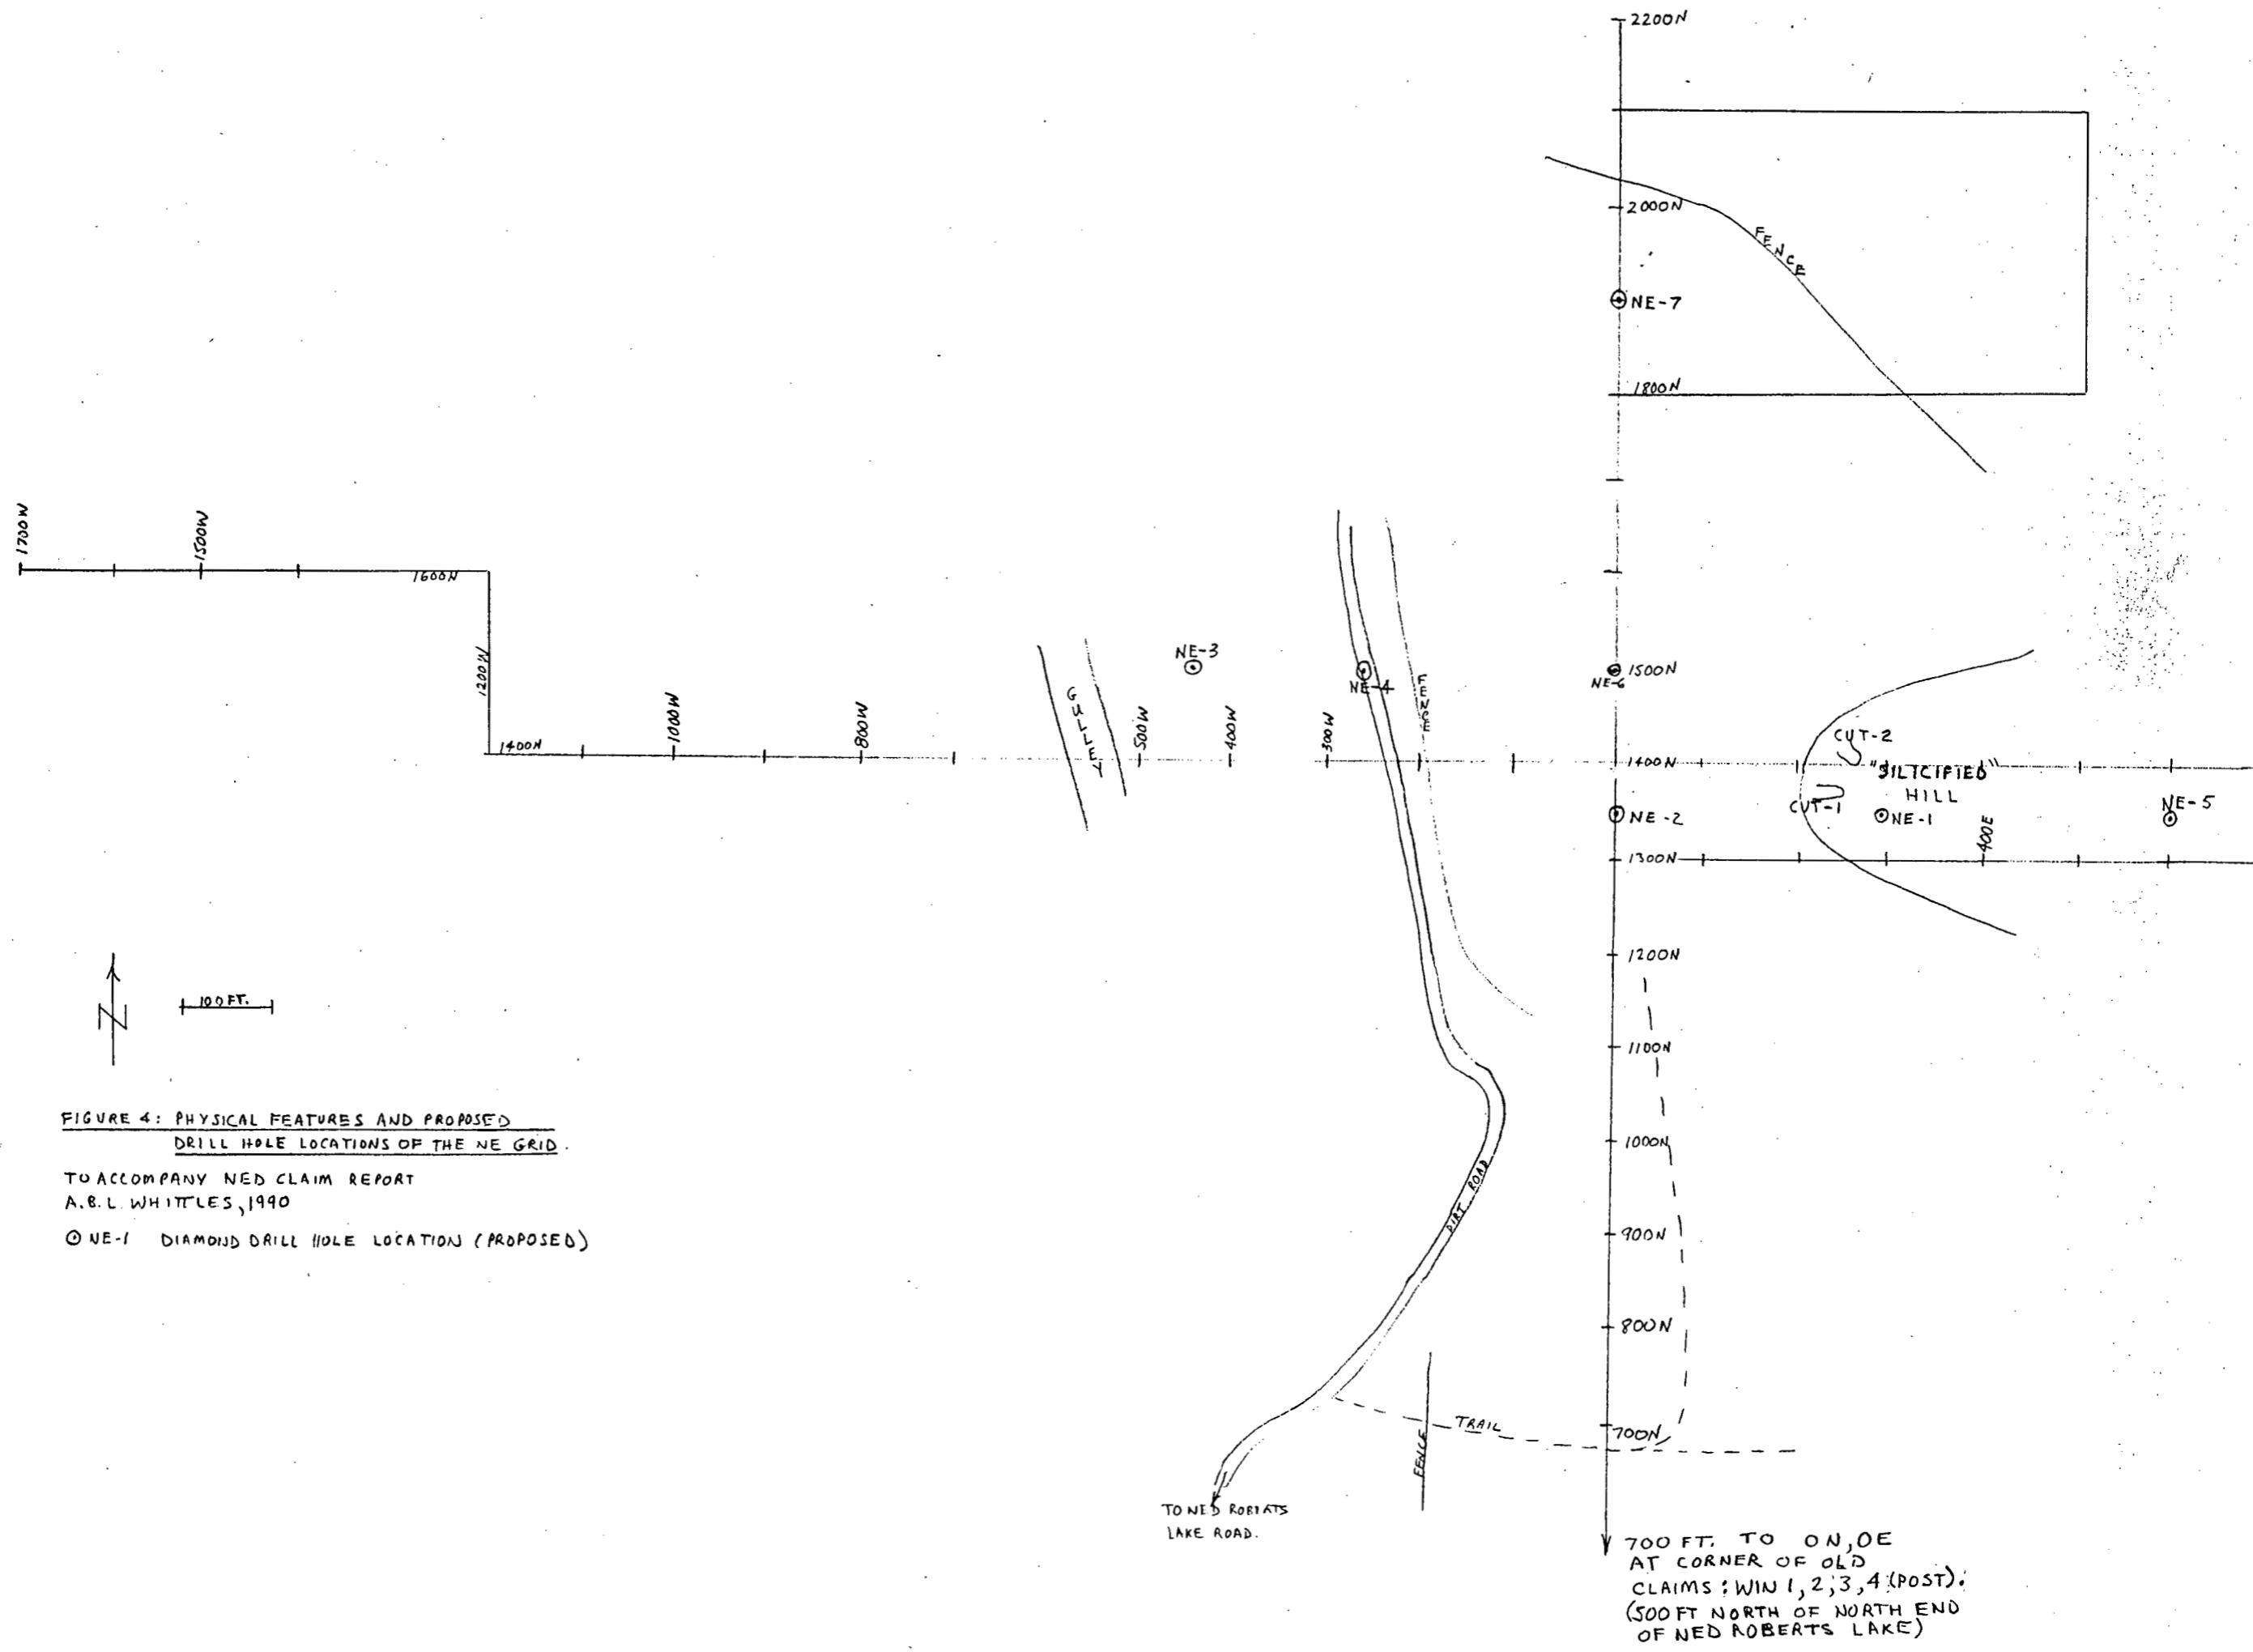 2200N
2000N
FENCE
NE-7
1800N
1700W
1500W
1600N
1200W
1400N
1000W
800W
GULLEY
NE-3
500W
400W
300W
NE-4
FENCE
1500N
NE-6
1400N
CUT-2
"SILICIFIED"
HILL
CUT-1
NE-1
NE-2
400E
NE-5
1300N
1200N
1100N
1000N
900N
800N
700N
N
100 FT.
FIGURE 4: PHYSICAL FEATURES AND PROPOSED
DRILL HOLE LOCATIONS OF THE NE GRID.
TO ACCOMPANY NED CLAIM REPORT
A.B.L. WHITTLES, 1990
NE-1 DIAMOND DRILL HOLE LOCATION (PROPOSED)
DIRT ROAD
TRAIL
FENCE
TO NED ROBERTS
LAKE ROAD.
700 FT. TO 0N,0E
AT CORNER OF OLD
CLAIMS: WIN 1, 2, 3, 4 (POST).
(500FT NORTH OF NORTH END
OF NED ROBERTS LAKE)